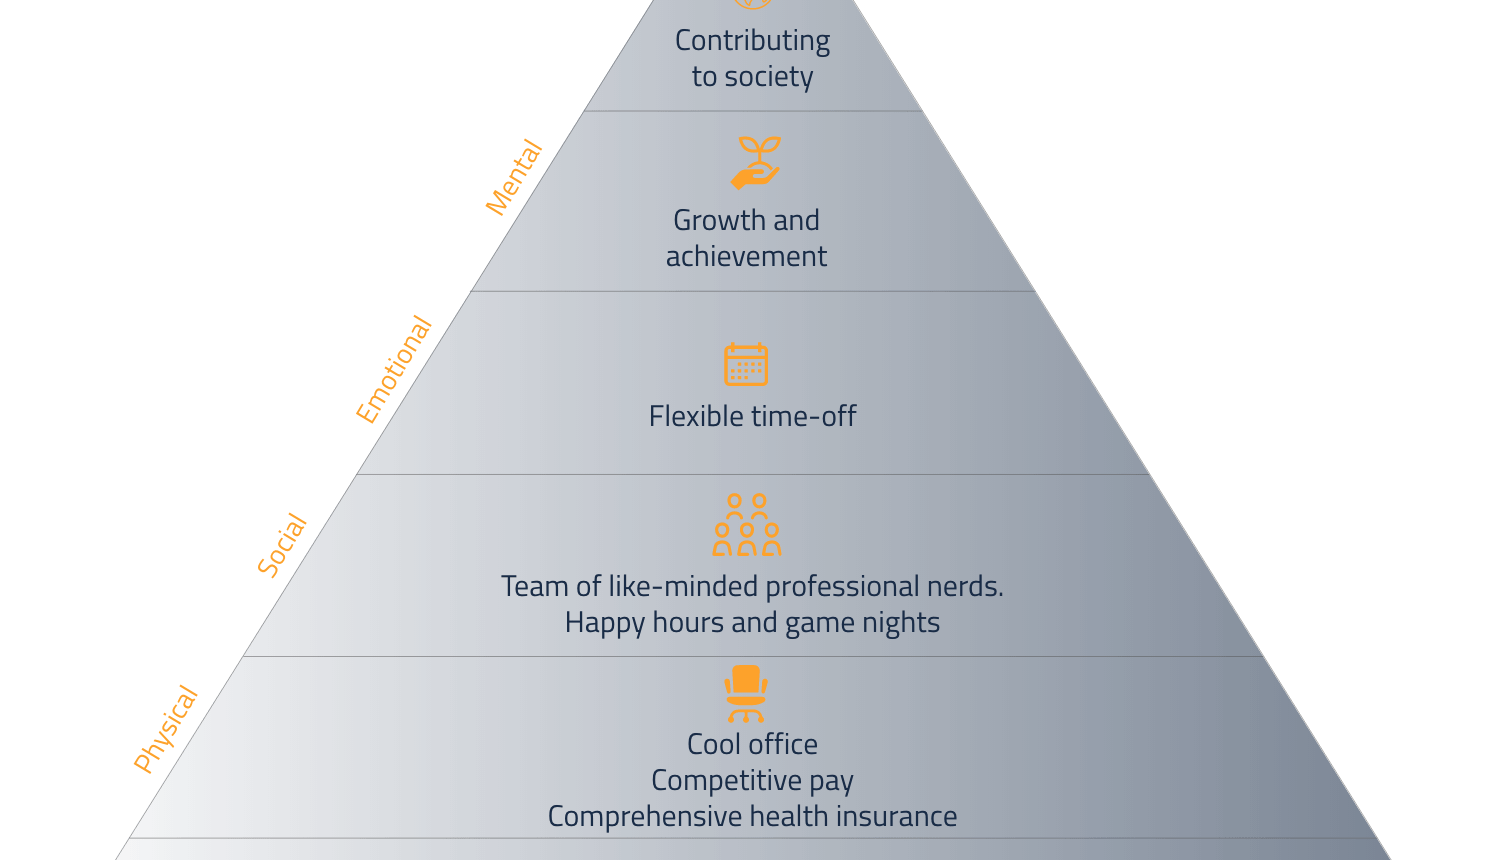 Contributing
to society
Mental
Growth and
achievement
Emotional
Flexible time-off
Social
Team of like-minded professional nerds.
Happy hours and game nights
Physical
Cool office
Competitive pay
Comprehensive health insurance